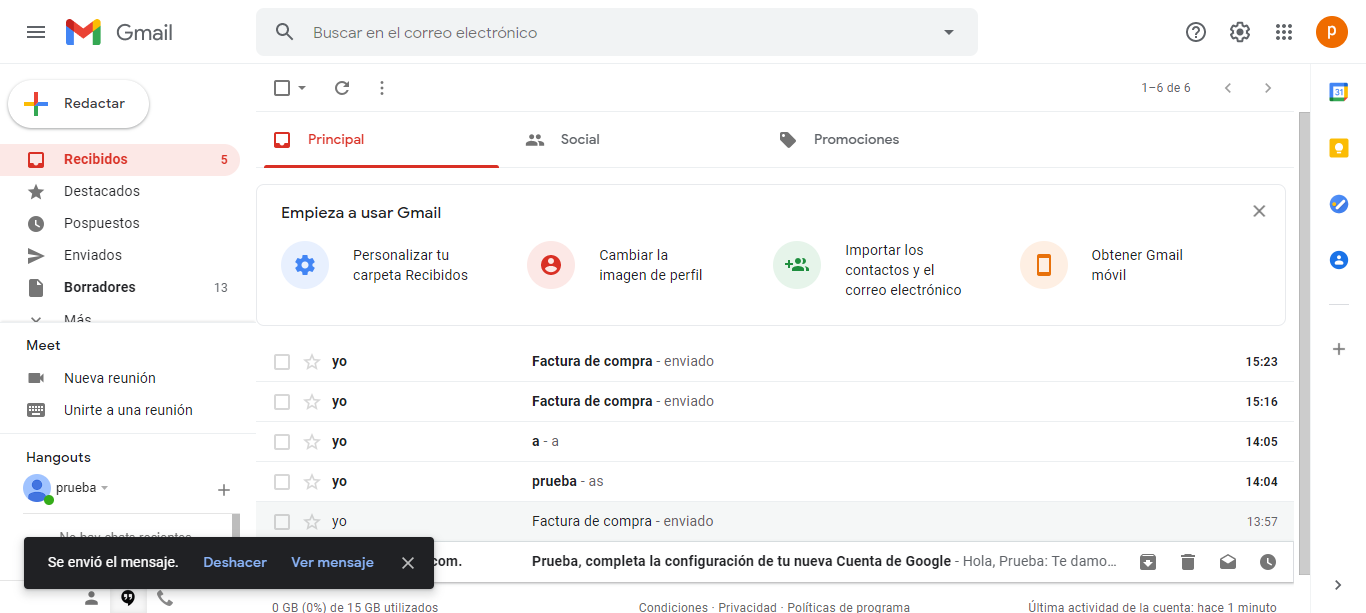 Gmail
Buscar en el correo electrónico
P
Redactar
1–6 de 6
31
Principal
Social
Promociones
Recibidos 5
Destacados
Pospuestos
Enviados
Borradores 13
Más
Empieza a usar Gmail
Personalizar tu
carpeta Recibidos
Cambiar la
imagen de perfil
Importar los
contactos y el
correo electrónico
Obtener Gmail
móvil
Meet
Nueva reunión
Unirte a una reunión
Hangouts
prueba
No hay chats recientes
yo Factura de compra - enviado 15:23
yo Factura de compra - enviado 15:16
yo a - a 14:05
yo prueba - as 14:04
yo Factura de compra - enviado 13:57
com. Prueba, completa la configuración de tu nueva Cuenta de Google - Hola, Prueba: Te damo…
Se envió el mensaje. Deshacer Ver mensaje
0 GB (0%) de 15 GB utilizados
Condiciones · Privacidad · Políticas de programa
Última actividad de la cuenta: hace 1 minuto